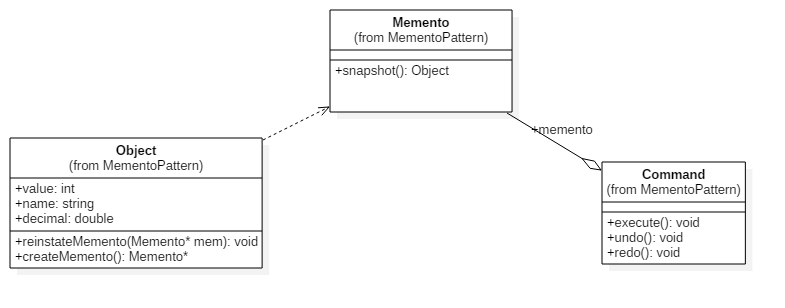 Memento
(from MementoPattern)
+snapshot(): Object
+memento
Object
(from MementoPattern)
+value: int
+name: string
+decimal: double
+reinstateMemento(Memento* mem): void
+createMemento(): Memento*
Command
(from MementoPattern)
+execute(): void
+undo(): void
+redo(): void